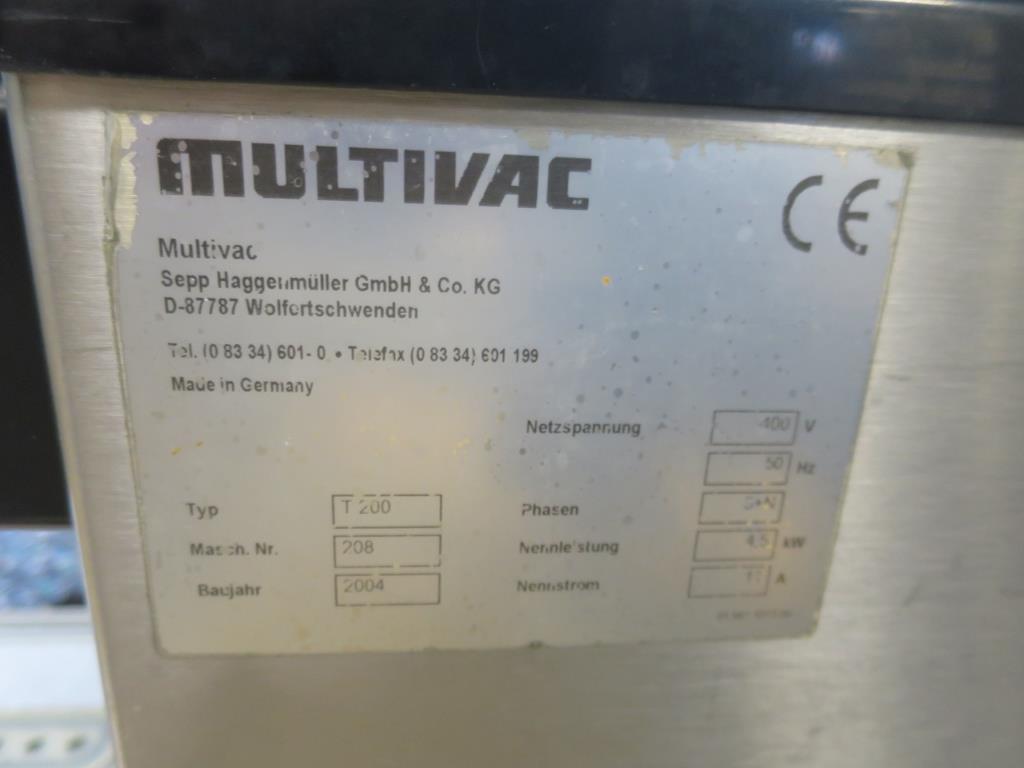 MULTIVAC
CE
Multivac
Sepp Haggenmüller GmbH & Co. KG
D-87787 Wolfertschwenden
Tel. (0 83 34) 601- 0 • Telefax (0 83 34) 601 199
Made in Germany
Netzspannung 400 V
50 Hz
Typ T 200 Phasen
Masch. Nr. 208 Nennleistung 4,5 kW
Baujahr 2004 Nennstrom A